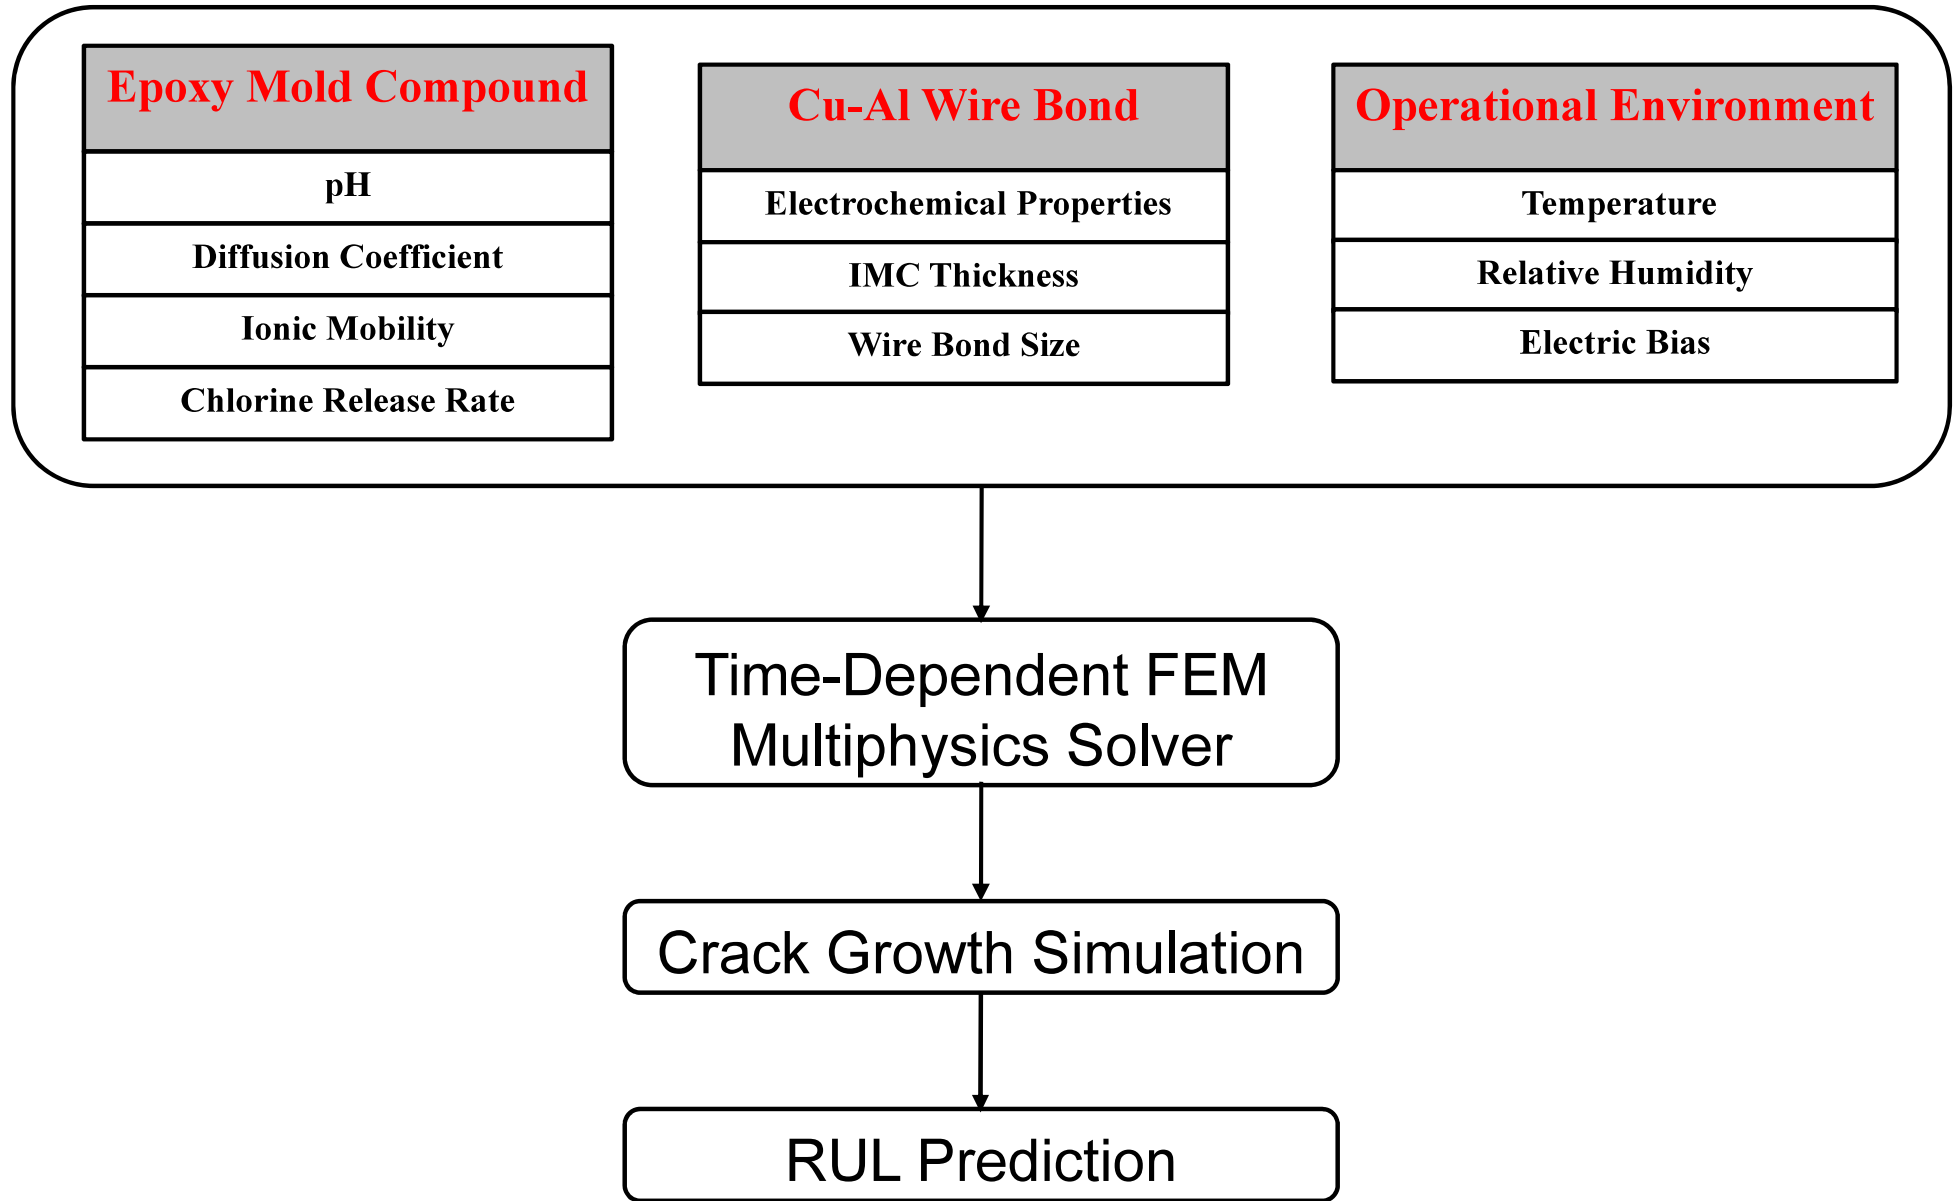 Epoxy Mold Compound
pH
Diffusion Coefficient
Ionic Mobility
Chlorine Release Rate
Cu-Al Wire Bond
Electrochemical Properties
IMC Thickness
Wire Bond Size
Operational Environment
Temperature
Relative Humidity
Electric Bias
Time-Dependent FEM
Multiphysics Solver
Crack Growth Simulation
RUL Prediction